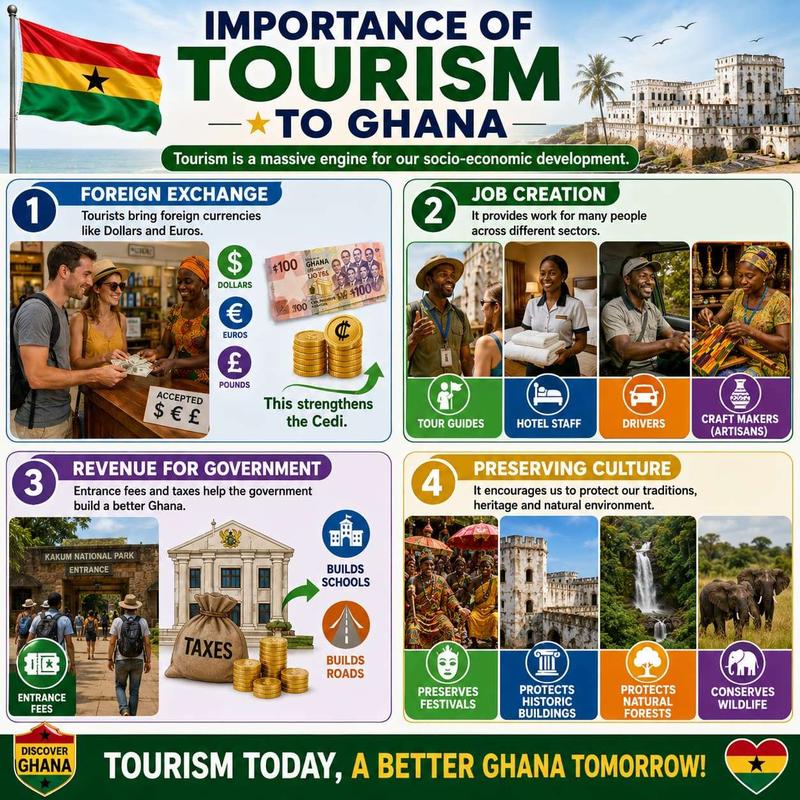 IMPORTANCE OF
TOURISM
TO GHANA
Tourism is a massive engine for our socio-economic development.
1 FOREIGN EXCHANGE
Tourists bring foreign currencies
like Dollars and Euros.
$
DOLLARS
€
EUROS
£
POUNDS
ACCEPTED
$ € £
₵100
GHANA
₵100
₵
This strengthens
the Cedi.
2 JOB CREATION
It provides work for many people
across different sectors.
TOUR GUIDES
HOTEL STAFF
DRIVERS
CRAFT MAKERS
(ARTISANS)
3 REVENUE FOR GOVERNMENT
Entrance fees and taxes help the government
build a better Ghana.
KAKUM NATIONAL PARK
ENTRANCE
ENTRANCE
FEES
TAXES
BUILDS
SCHOOLS
BUILDS
ROADS
4 PRESERVING CULTURE
It encourages us to protect our traditions,
heritage and natural environment.
PRESERVES
FESTIVALS
PROTECTS
HISTORIC
BUILDINGS
PROTECTS
NATURAL
FORESTS
CONSERVES
WILDLIFE
DISCOVER
GHANA
TOURISM TODAY, A BETTER GHANA TOMORROW!